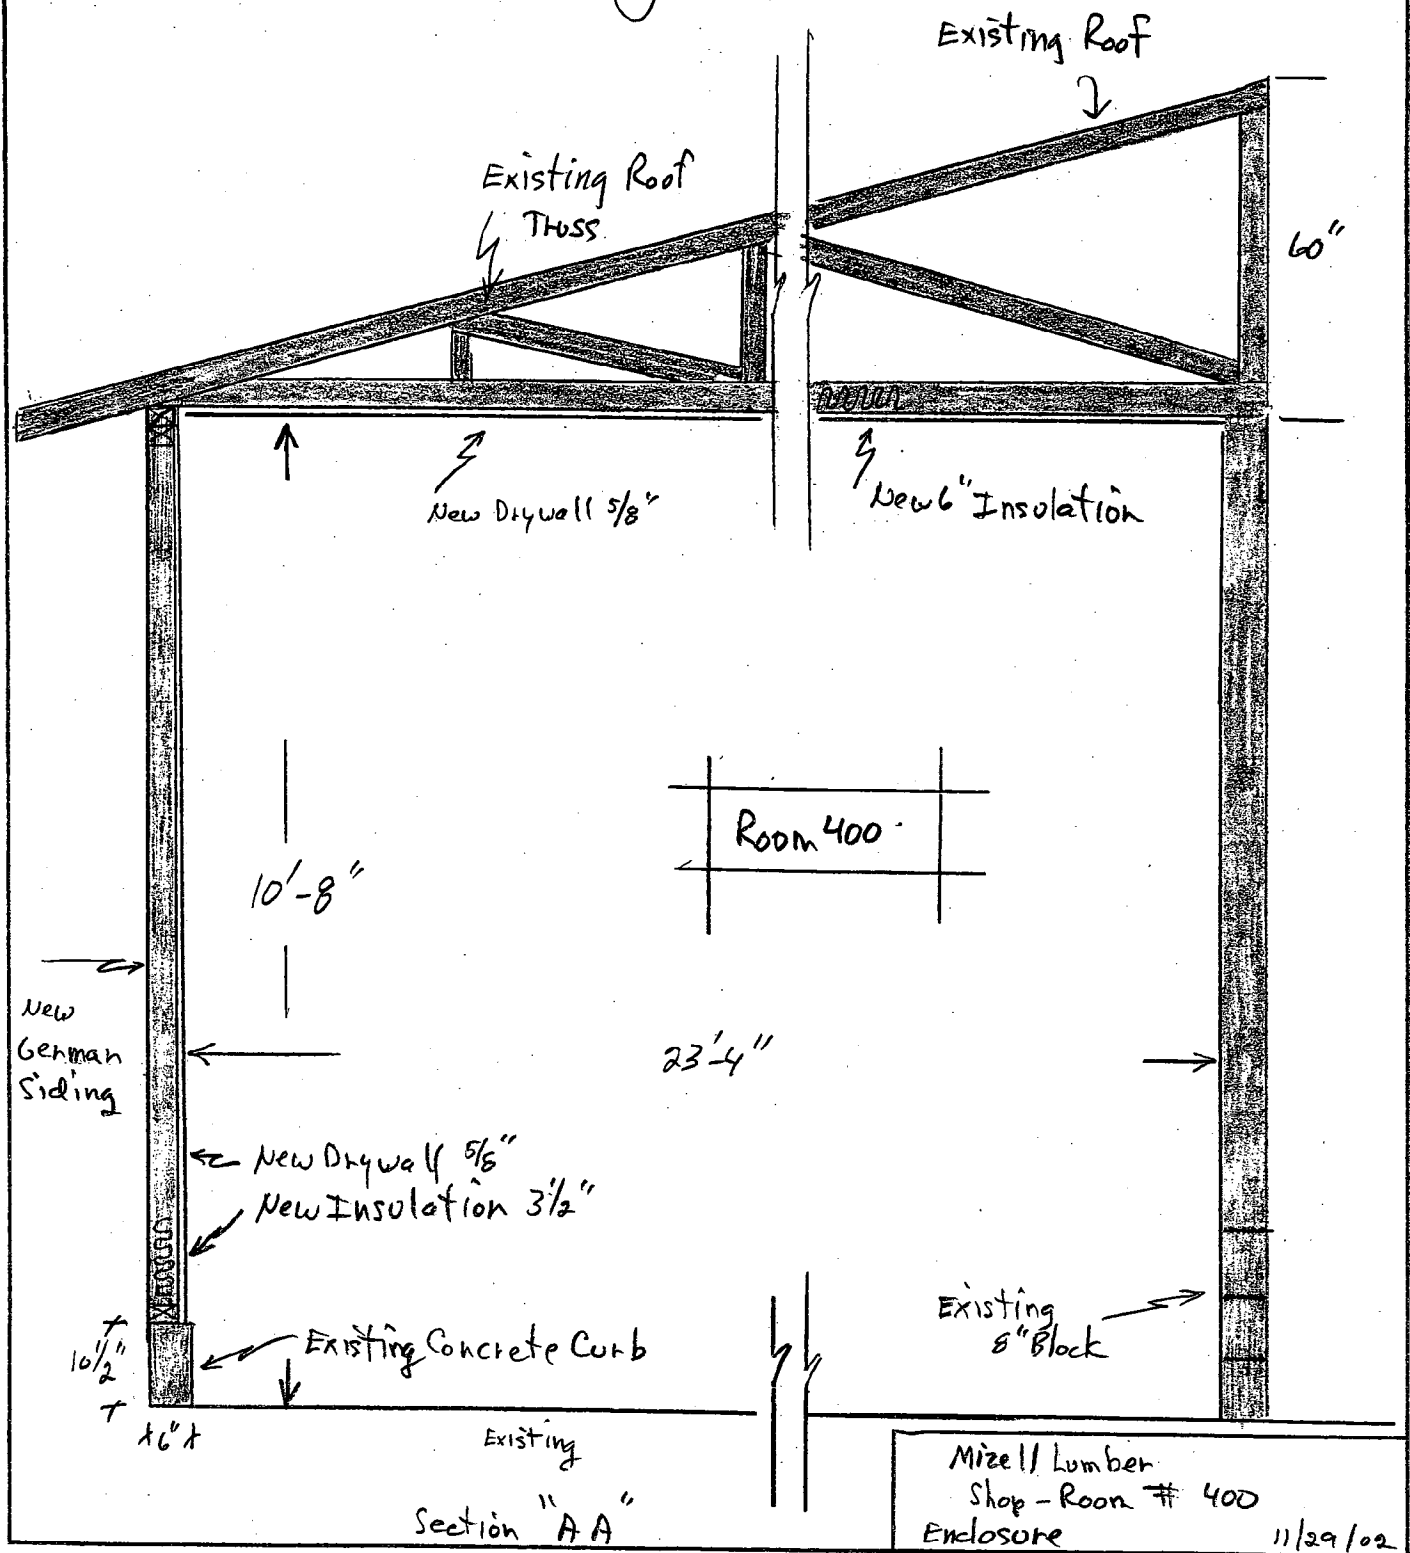 Existing Roof
Existing Roof
Truss
60"
New Drywall 5/8"
New 6" Insulation
Room 400
10'-8"
New
German
Siding
23'-4"
New Drywall 5/8"
New Insulation 3 1/2"
Existing Concrete Curb
10 1/2"
6"
Existing
8" Block
Existing
Section "AA"
Mizell Lumber
Shop - Room # 400
Enclosure 11/29/02